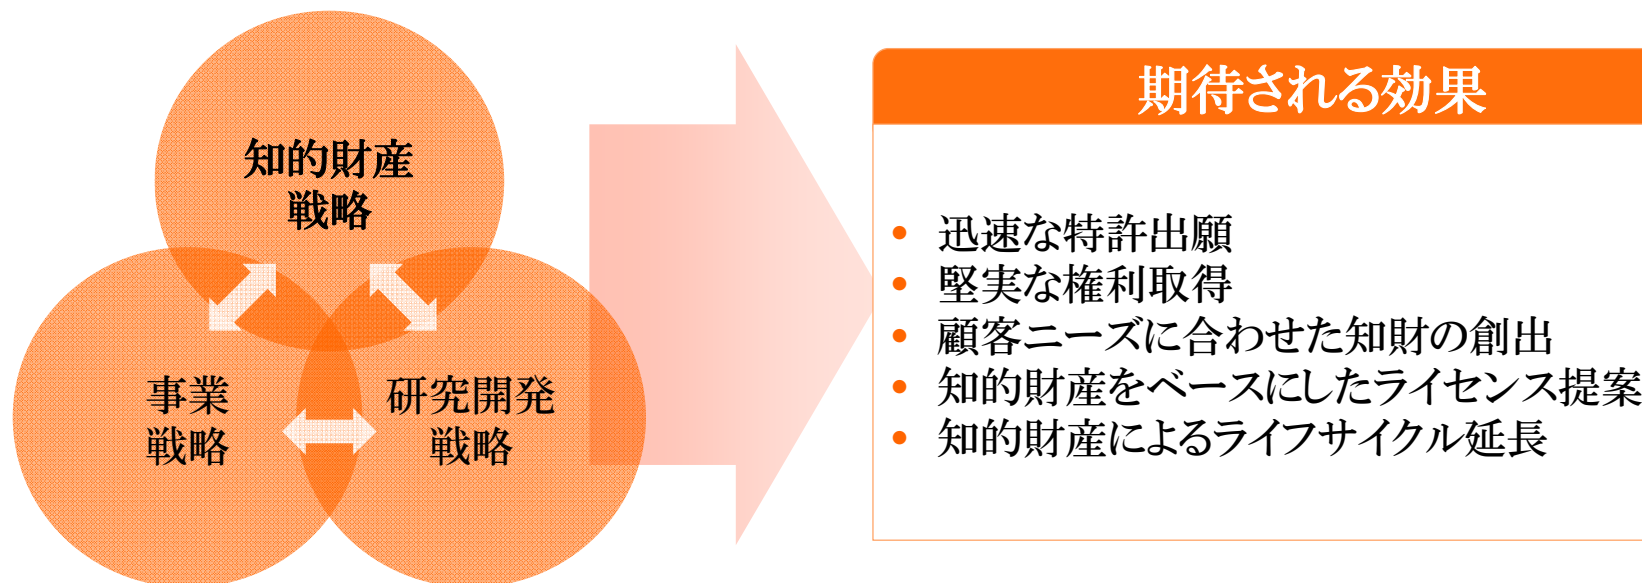 知的財産
戦略
事業
戦略
研究開発
戦略
期待される効果
• 迅速な特許出願
• 堅実な権利取得
• 顧客ニーズに合わせた知財の創出
• 知的財産をベースにしたライセンス提案
• 知的財産によるライフサイクル延長